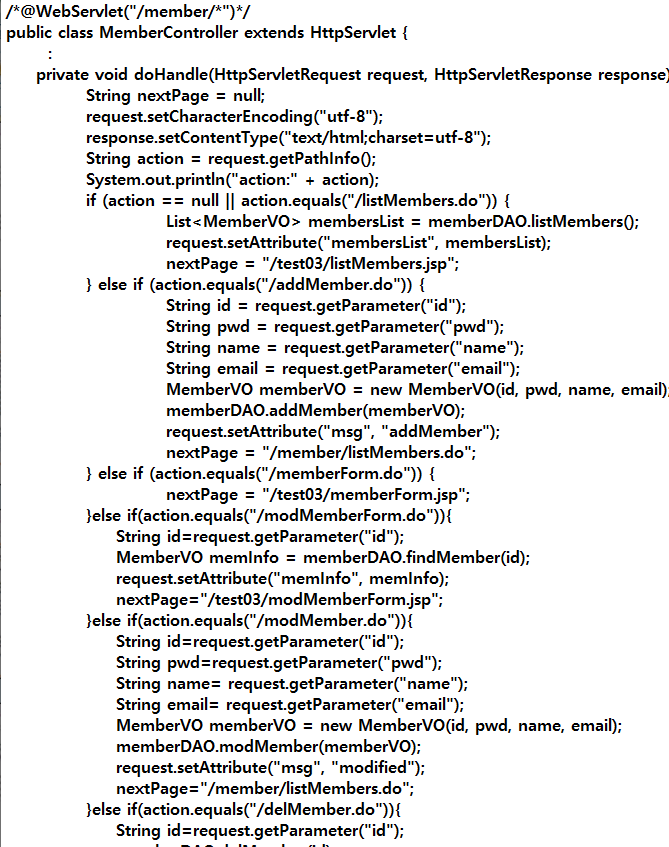 /*@WebServlet("/member/*")*/
public class MemberController extends HttpServlet {
:
private void doHandle(HttpServletRequest request, HttpServletResponse response)
String nextPage = null;
request.setCharacterEncoding("utf-8");
response.setContentType("text/html;charset=utf-8");
String action = request.getPathInfo();
System.out.println("action:" + action);
if (action == null || action.equals("/listMembers.do")) {
List<MemberVO> membersList = memberDAO.listMembers();
request.setAttribute("membersList", membersList);
nextPage = "/test03/listMembers.jsp";
} else if (action.equals("/addMember.do")) {
String id = request.getParameter("id");
String pwd = request.getParameter("pwd");
String name = request.getParameter("name");
String email = request.getParameter("email");
MemberVO memberVO = new MemberVO(id, pwd, name, email);
memberDAO.addMember(memberVO);
request.setAttribute("msg", "addMember");
nextPage = "/member/listMembers.do";
} else if (action.equals("/memberForm.do")) {
nextPage = "/test03/memberForm.jsp";
}else if(action.equals("/modMemberForm.do")){
String id=request.getParameter("id");
MemberVO memInfo = memberDAO.findMember(id);
request.setAttribute("memInfo", memInfo);
nextPage="/test03/modMemberForm.jsp";
}else if(action.equals("/modMember.do")){
String id=request.getParameter("id");
String pwd=request.getParameter("pwd");
String name= request.getParameter("name");
String email= request.getParameter("email");
MemberVO memberVO = new MemberVO(id, pwd, name, email);
memberDAO.modMember(memberVO);
request.setAttribute("msg", "modified");
nextPage="/member/listMembers.do";
}else if(action.equals("/delMember.do")){
String id=request.getParameter("id");